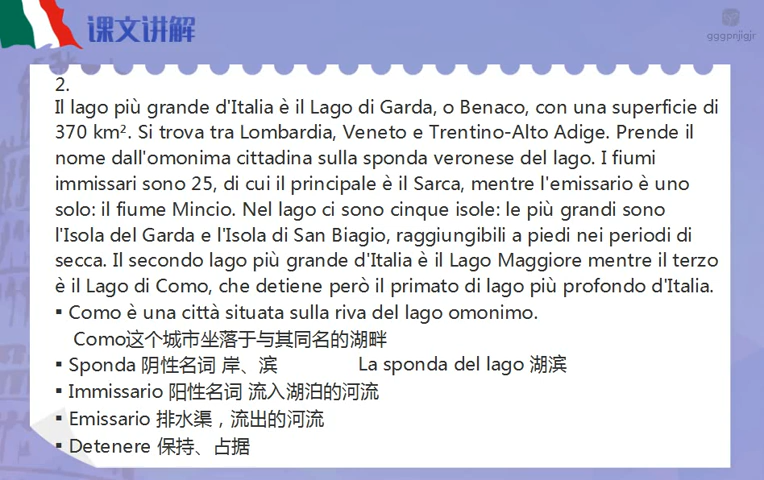 课文讲解
gggpnjigjr
2.
Il lago più grande d'Italia è il Lago di Garda, o Benaco, con una superficie di
370 km². Si trova tra Lombardia, Veneto e Trentino-Alto Adige. Prende il
nome dall'omonima cittadina sulla sponda veronese del lago. I fiumi
immissari sono 25, di cui il principale è il Sarca, mentre l'emissario è uno
solo: il fiume Mincio. Nel lago ci sono cinque isole: le più grandi sono
l'Isola del Garda e l'Isola di San Biagio, raggiungibili a piedi nei periodi di
secca. Il secondo lago più grande d'Italia è il Lago Maggiore mentre il terzo
è il Lago di Como, che detiene però il primato di lago più profondo d'Italia.
▪ Como è una città situata sulla riva del lago omonimo.
Como这个城市坐落于与其同名的湖畔
▪ Sponda 阴性名词 岸、滨 La sponda del lago 湖滨
▪ Immissario 阳性名词 流入湖泊的河流
▪ Emissario 排水渠，流出的河流
▪ Detenere 保持、占据